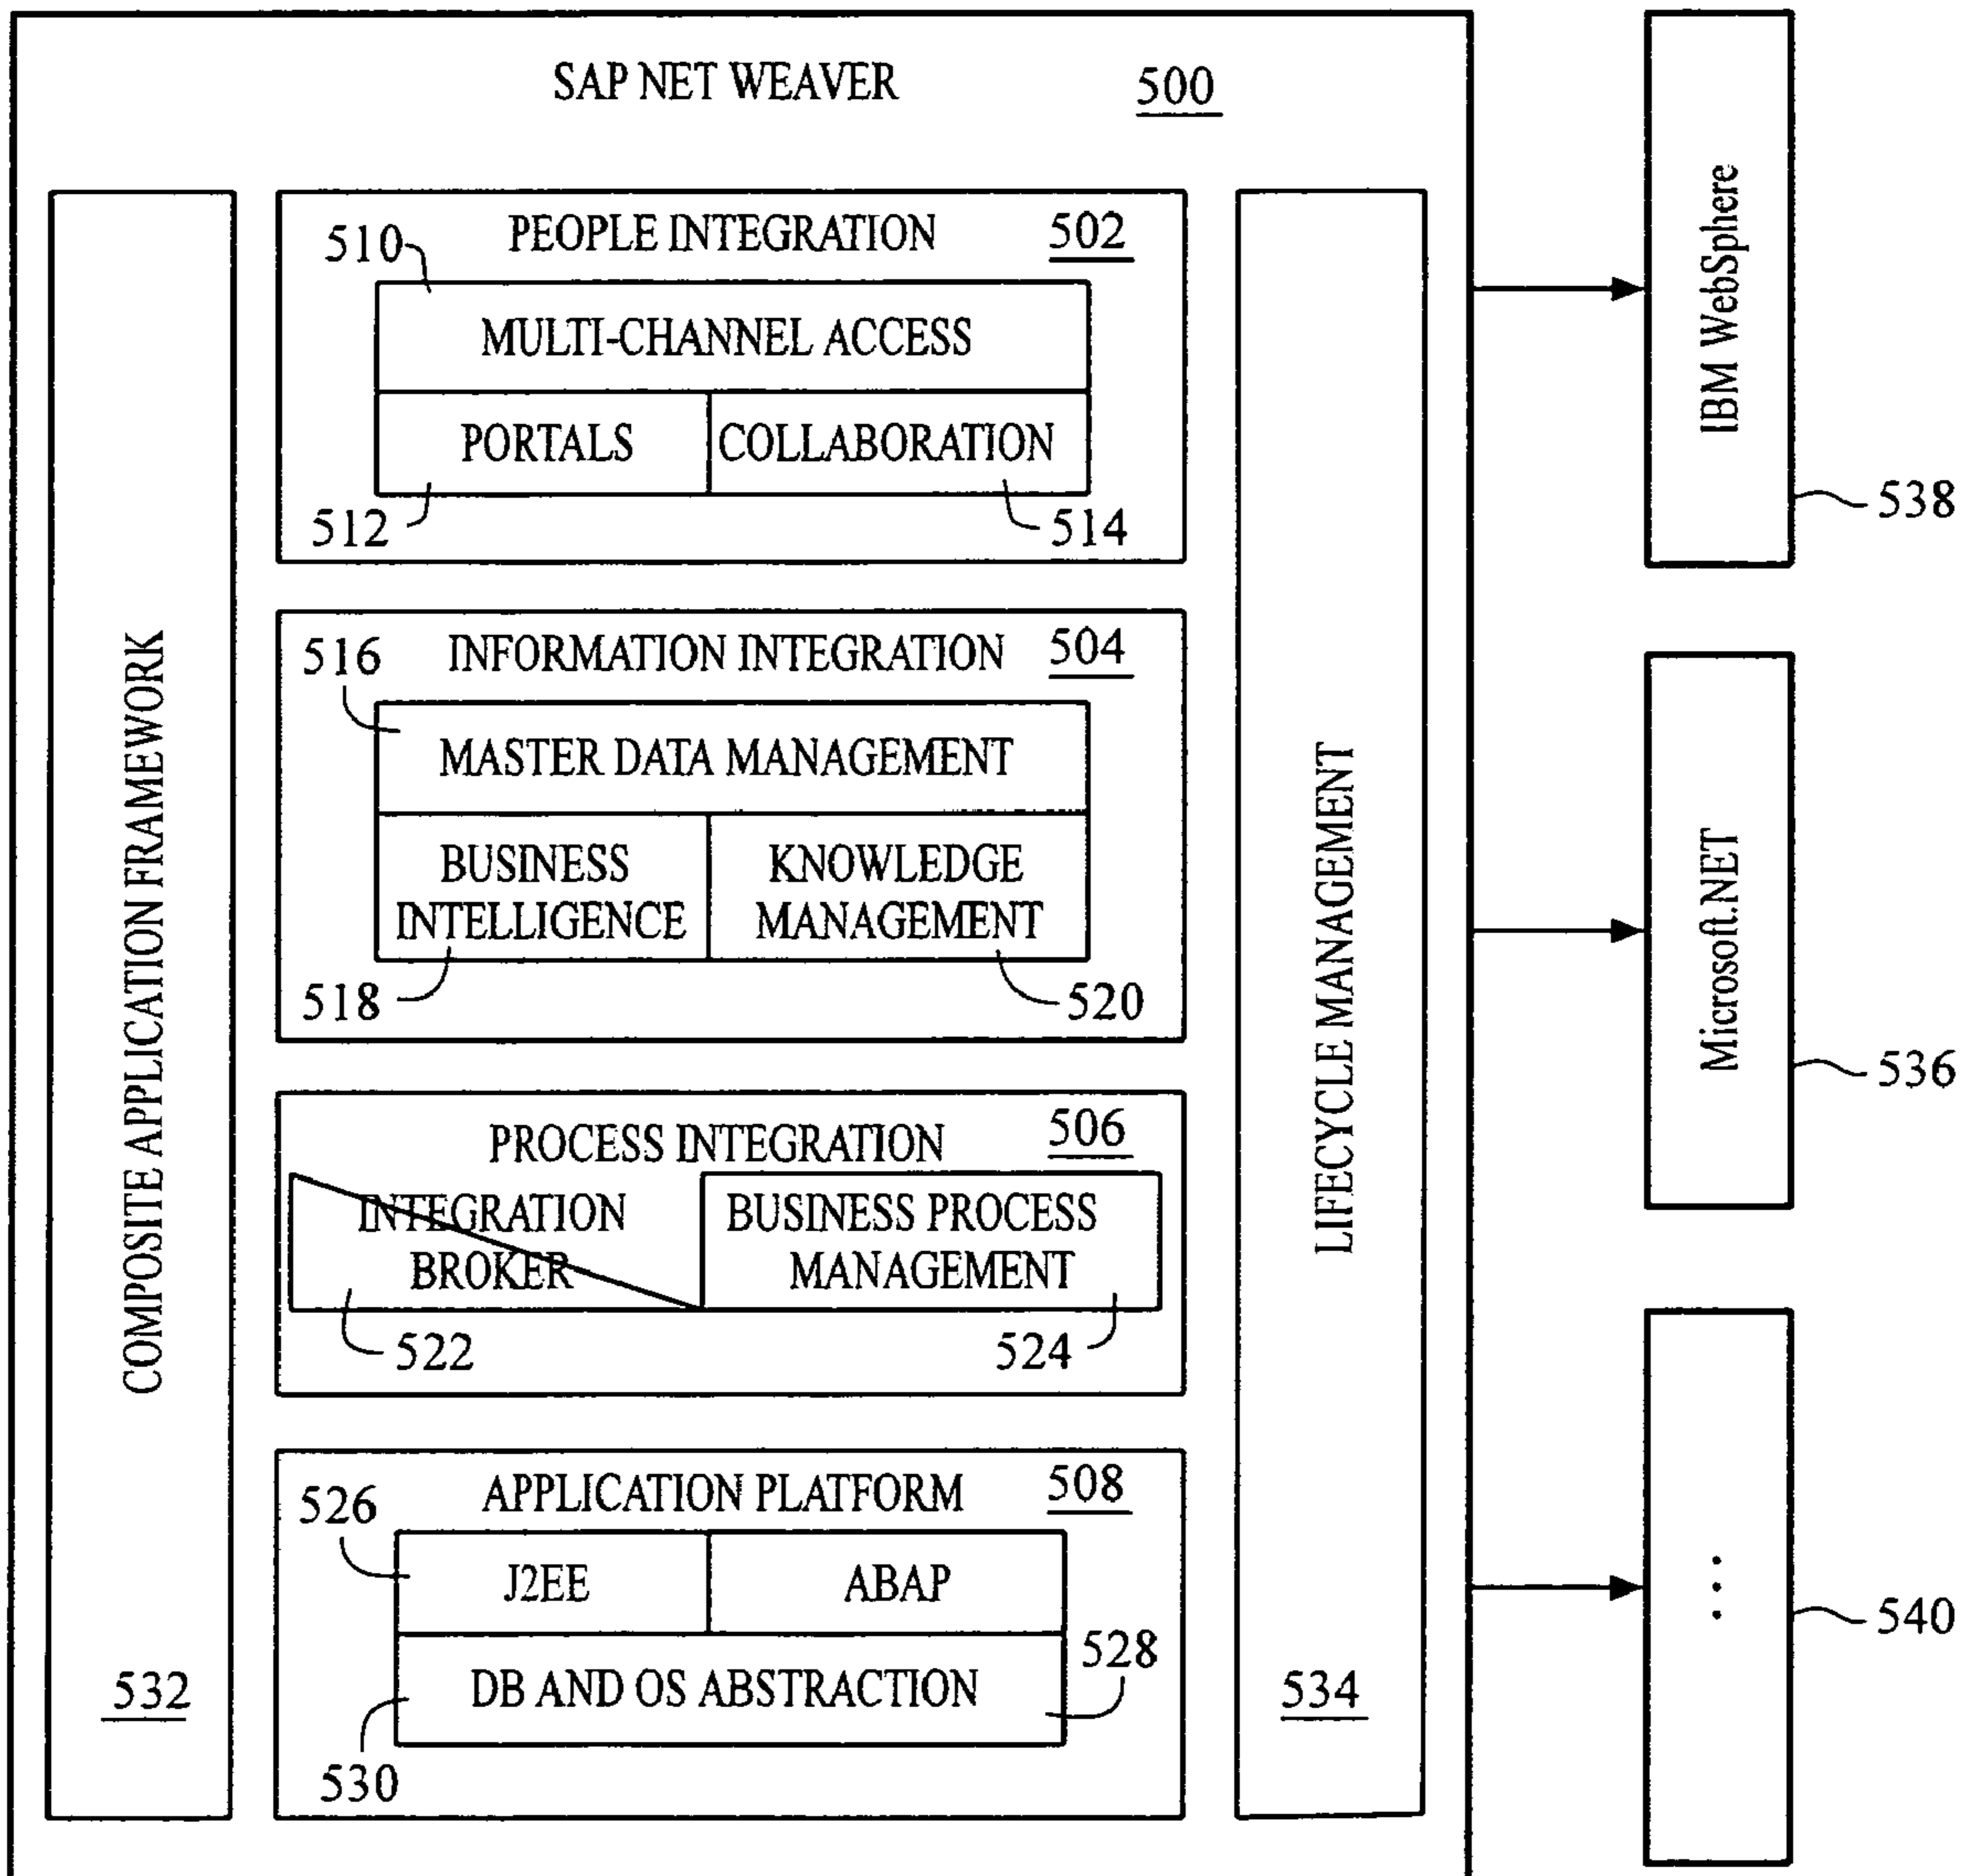 SAP NET WEAVER 500
COMPOSITE APPLICATION FRAMEWORK
532
PEOPLE INTEGRATION 502
510
MULTI-CHANNEL ACCESS
PORTALS COLLABORATION
512 514
516 INFORMATION INTEGRATION 504
MASTER DATA MANAGEMENT
BUSINESS INTELLIGENCE
KNOWLEDGE MANAGEMENT
518 520
PROCESS INTEGRATION 506
INTEGRATION BROKER
BUSINESS PROCESS MANAGEMENT
522 524
526 APPLICATION PLATFORM 508
J2EE ABAP
DB AND OS ABSTRACTION 528
530
LIFECYCLE MANAGEMENT
534
IBM WebSphere
538
Microsoft.NET
536
...
540